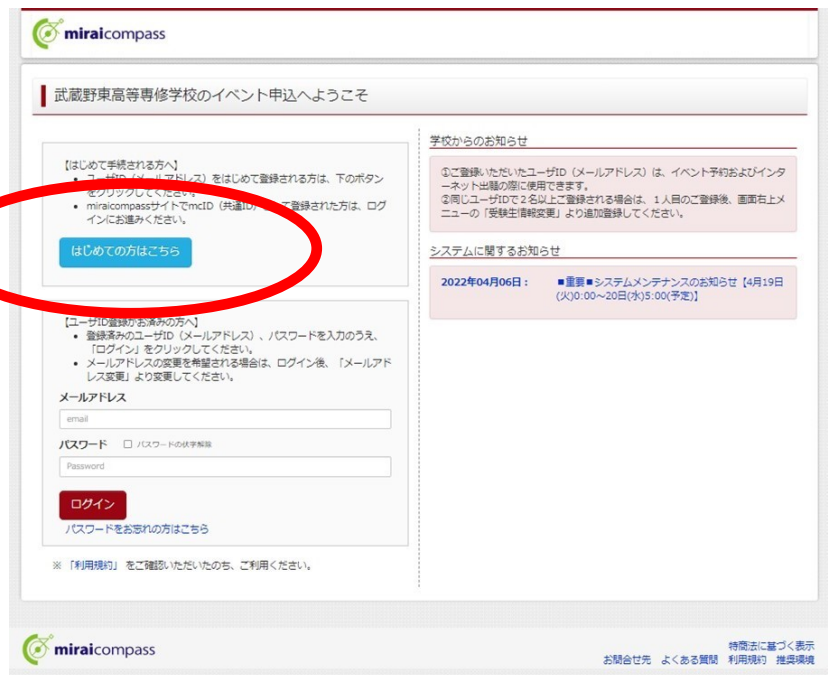 miraicompass
武蔵野東高等専修学校のイベント申込へようこそ
【はじめて手続される方へ】
• ユーザID（メールアドレス）をはじめて登録される方は、下のボタン
をクリックしてください。
• miraicompassサイトでmcID（共通ID）て登録された方は、ログ
インにお進みください。
はじめての方はこちら
【ユーザID登録がお済みの方へ】
• 登録済みのユーザID（メールアドレス）、パスワードを入力のうえ、
「ログイン」をクリックしてください。
• メールアドレスの変更を希望される場合は、ログイン後、「メールアド
レス変更」より変更してください。
メールアドレス
email
パスワード □ パスワードの伏字解除
Password
ログイン
パスワードをお忘れの方はこちら
※「利用規約」をご確認いただいたのち、ご利用ください。
学校からのお知らせ
①ご登録いただいたユーザID（メールアドレス）は、イベント予約およびインタ
ーネット出願の際に使用できます。
②同じユーザIDで２名以上ご登録される場合は、１人目のご登録後、画面右上メ
ニューの「受験生情報変更」より追加登録してください。
システムに関するお知らせ
2022年04月06日： ■重要■システムメンテナンスのお知らせ【4月19日
(火)0:00～20日(水)5:00(予定)】
miraicompass
特商法に基づく表示
お問合せ先 よくある質問 利用規約 推奨環境